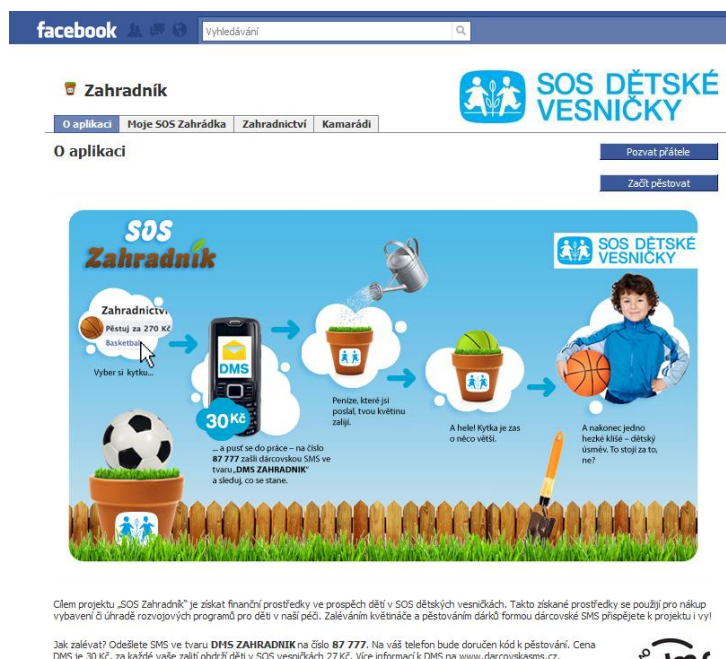 facebook
Vyhledávání
Zahradník
SOS DĚTSKÉ
VESNIČKY
O aplikaci
Moje SOS Zahrádka
Zahradnictví
Kamarádi
O aplikaci
Pozvat přátele
Začít pěstovat
SOS
Zahradník
SOS DĚTSKÉ
VESNIČKY
Zahradnictví
Pěstuj za 270 Kč
Basketbal
Vyber si kytku...
DMS
30 Kč
... a pusť se do práce – na číslo
87 777 zašli dárcovskou SMS ve
tvaru „DMS ZAHRADNIK“
a sleduj, co se stane.
Peníze, které jsi
poslal, tvou květinu
zalijí.
A hele! Kytka je zas
o něco větší.
A nakonec jedno
hezké klišé – dětský
úsměv. To stojí za to,
ne?
Cílem projektu „SOS Zahradník“ je získat finanční prostředky ve prospěch dětí v SOS dětských vesničkách. Takto získané prostředky se použijí pro nákup
vybavení či úhradě rozvojových programů pro děti v naší péči. Zaléváním květináče a pěstováním dárků formou dárcovské SMS přispějete k projektu i vy!
Jak zalévat? Odešlete SMS ve tvaru DMS ZAHRADNIK na číslo 87 777. Na váš telefon bude doručen kód k pěstování. Cena
DMS je 30 Kč, za každé vaše zalití obdrží děti v SOS vesničkách 27 Kč. Více informací k DMS na www.darcovskasms.cz.